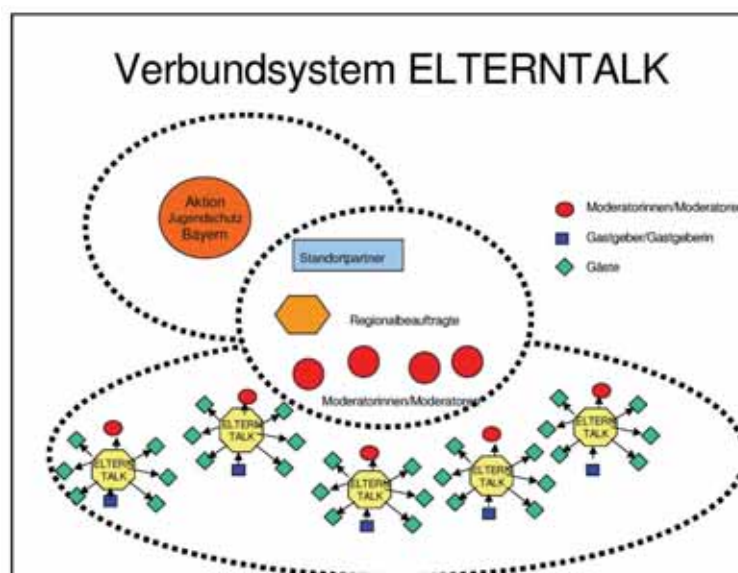 Verbundsystem ELTERNTALK
Aktion
Jugendschutz
Bayern
Standortpartner
Regionalbeauftragte
Moderatorinnen/Moderatoren
Moderatorinnen/Moderatoren
Gastgeber/Gastgeberin
Gäste
ELTERN
TALK
ELTERN
TALK
ELTERN
TALK
ELTERN
TALK
ELTERN
TALK